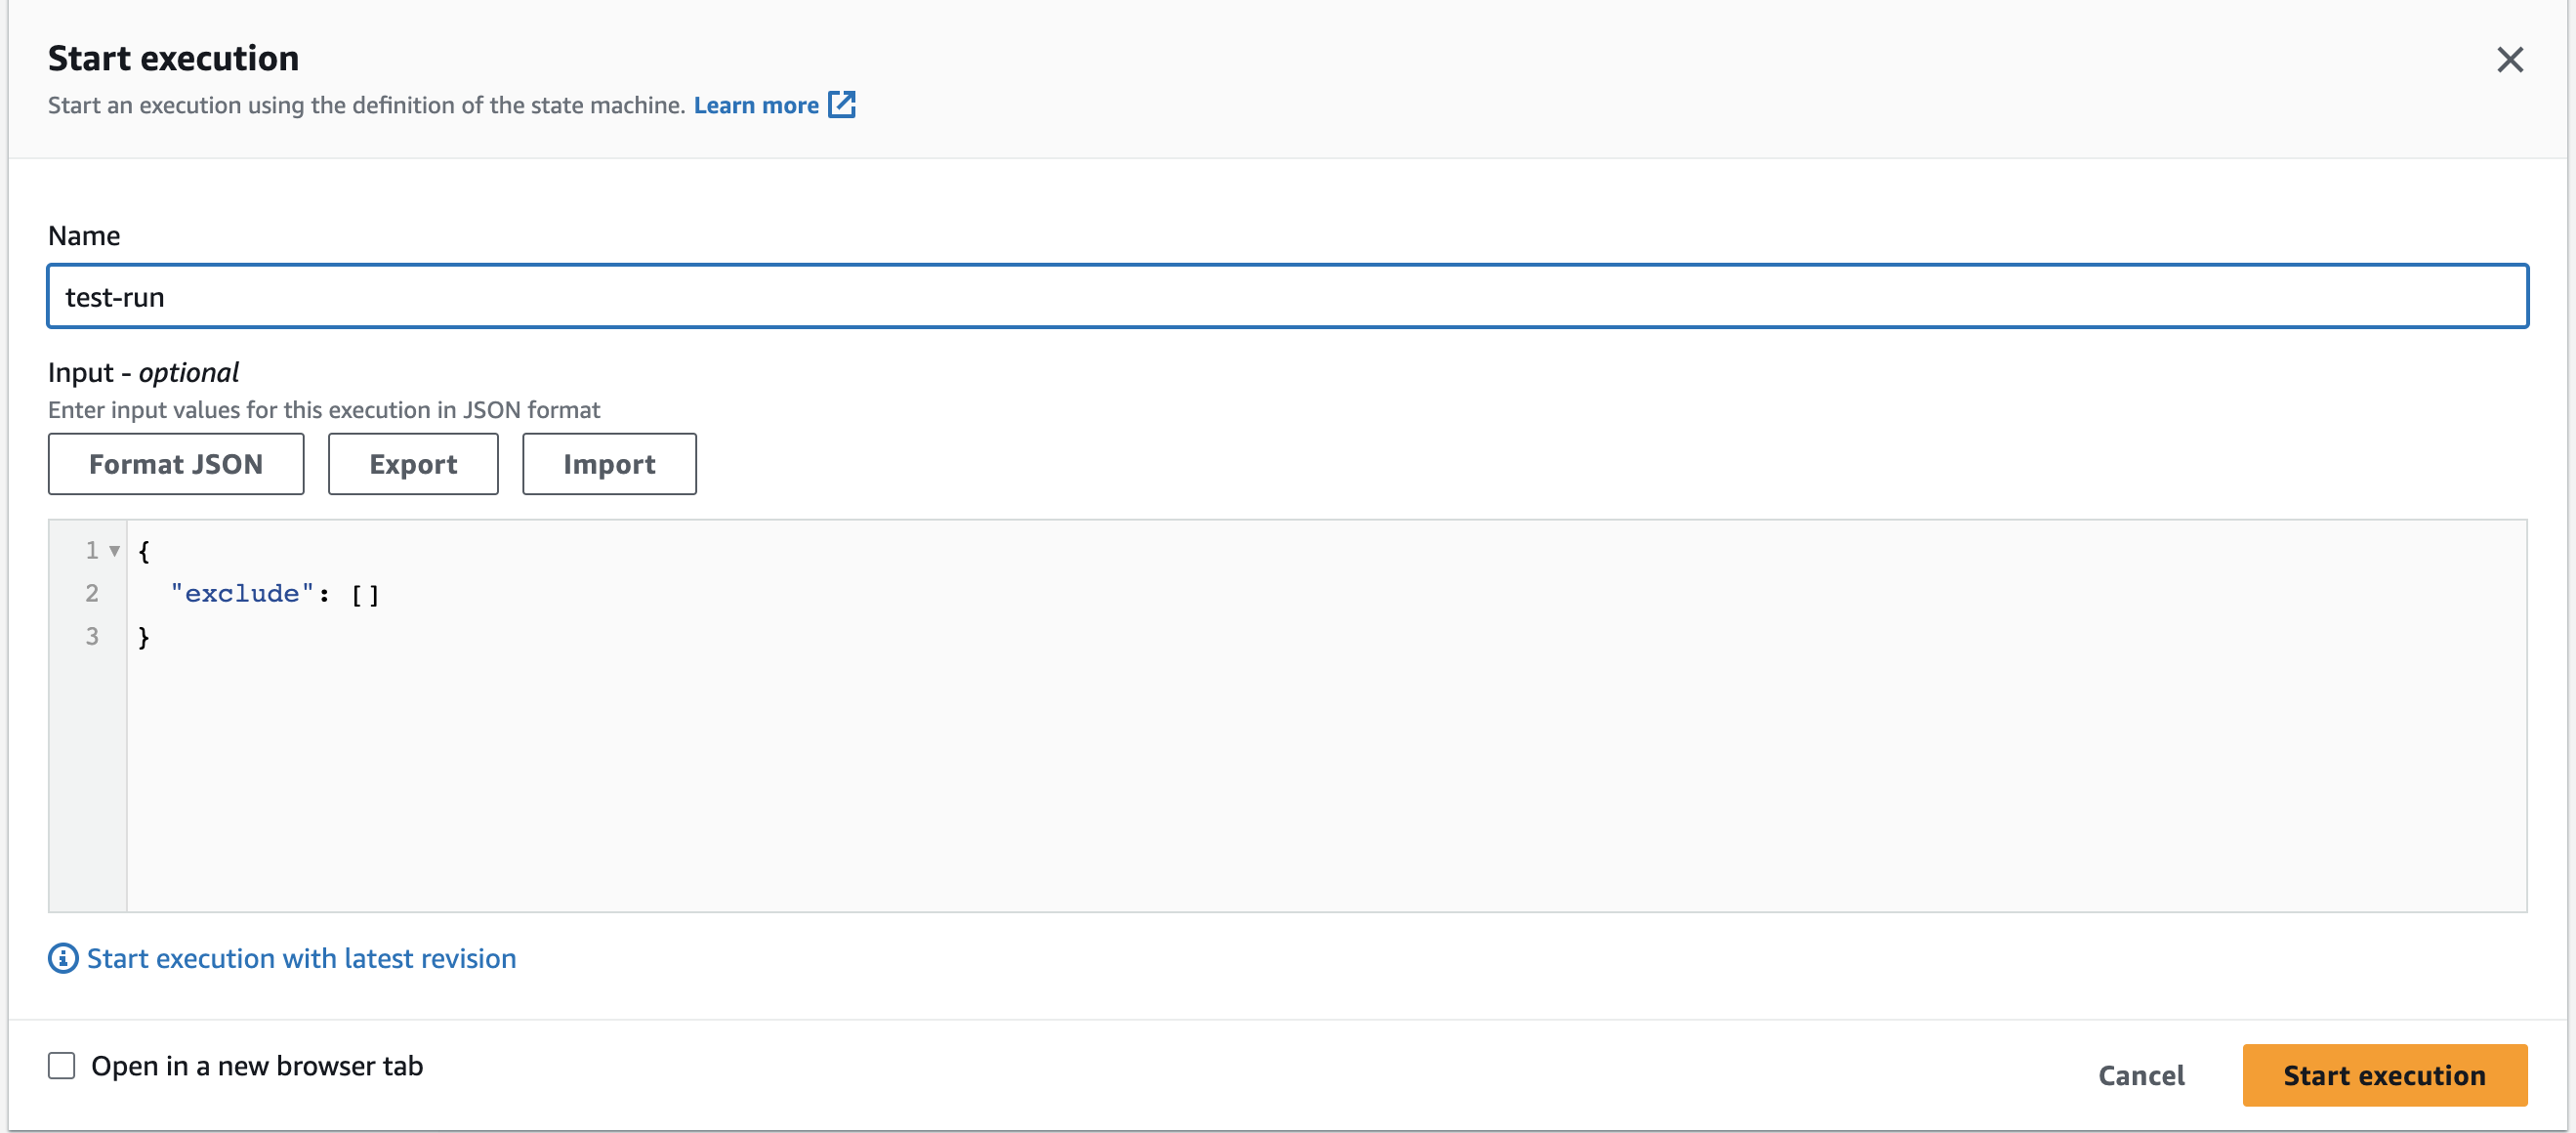 Start execution
Start an execution using the definition of the state machine. Learn more
Name
test-run
Input - optional
Enter input values for this execution in JSON format
Format JSON Export Import
1 {
2 "exclude": []
3 }
Start execution with latest revision
Open in a new browser tab
Cancel Start execution